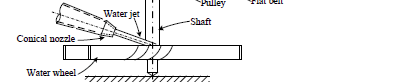 Pulley
Flat belt
Water jet
Shaft
Conical nozzle
Water wheel